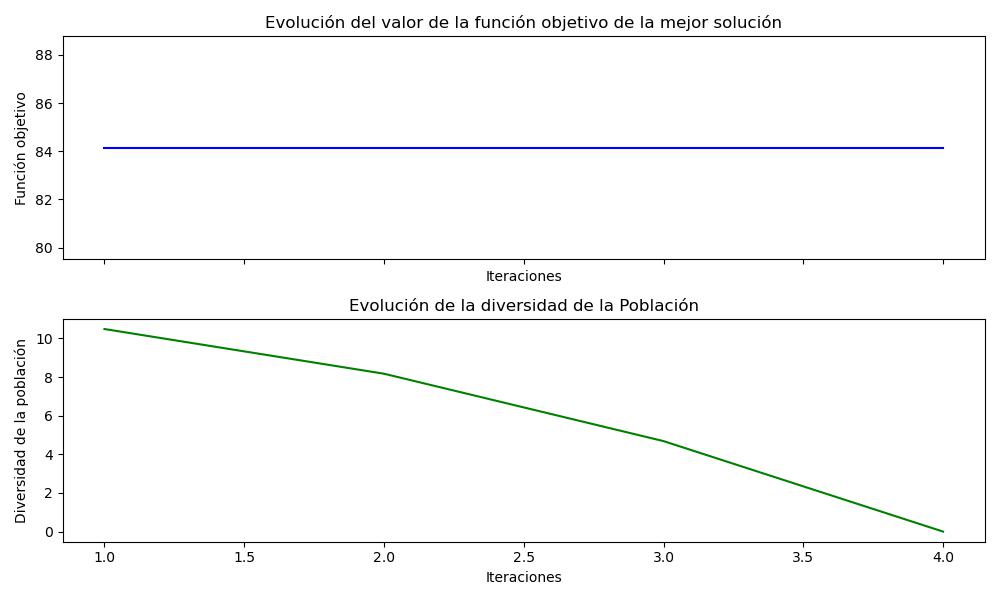 Evolución del valor de la función objetivo de la mejor solución
Función objetivo
88
86
84
82
80
Iteraciones
Evolución de la diversidad de la Población
Diversidad de la población
10
8
6
4
2
0
1.0 1.5 2.0 2.5 3.0 3.5 4.0
Iteraciones